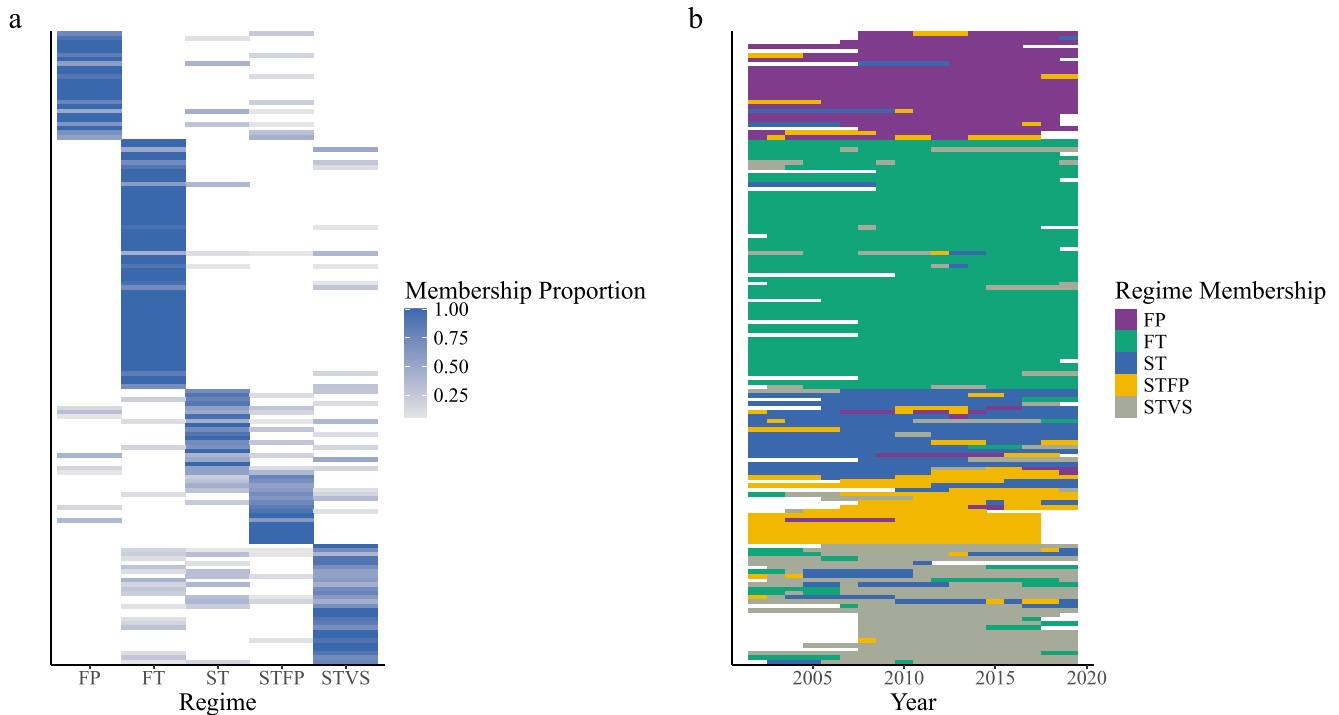 a
FP FT ST STFP STVS
Regime
Membership Proportion
1.00
0.75
0.50
0.25
b
2005 2010 2015 2020
Year
Regime Membership
FP
FT
ST
STFP
STVS